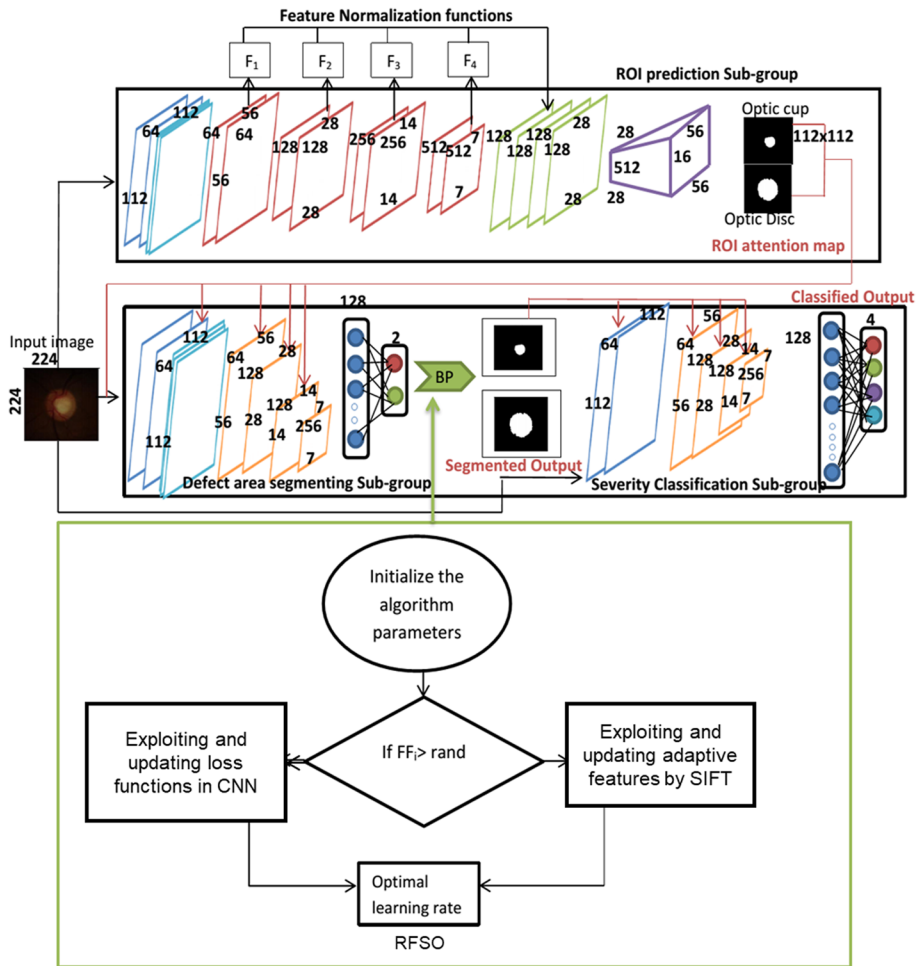 Feature Normalization functions
F1
F2
F3
F4
ROI prediction Sub-group
112
64
112
56
64
64
56
28
128
128
28
14
256
256
14
7
512
512
7
28
128
128
128
128
28
28
512
28
56
16
56
Optic cup
112x112
Optic Disc
ROI attention map
Input image
224
224
112
64
112
56
64
56
28
128
28
14
128
14
7
256
7
128
2
BP
Segmented Output
Defect area segmenting Sub-group
112
64
112
56
64
56
28
128
28
14
128
14
7
256
7
128
4
Classified Output
Severity Classification Sub-group
Initialize the
algorithm
parameters
If FFi> rand
Exploiting and
updating loss
functions in CNN
Exploiting and
updating adaptive
features by SIFT
Optimal
learning rate
RFSO